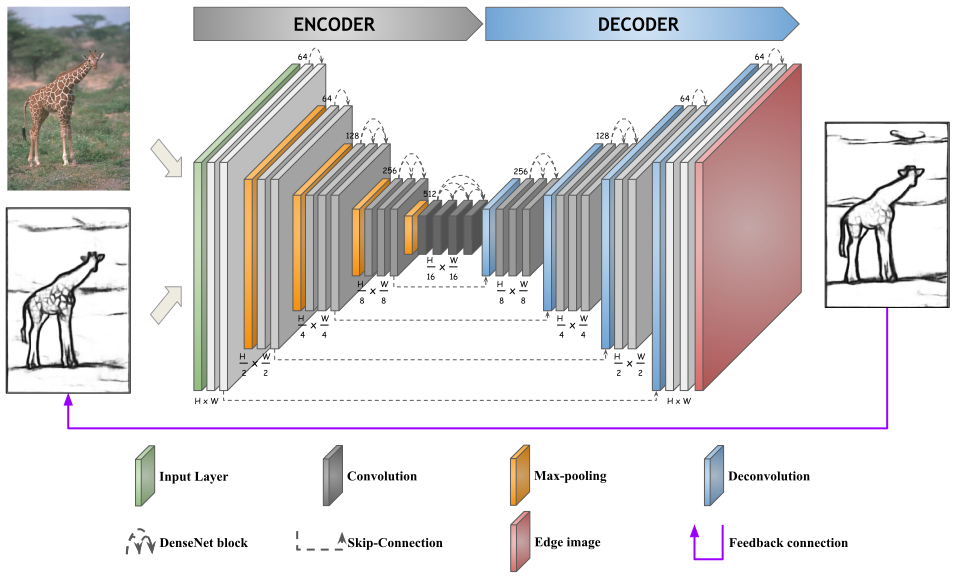 ENCODER
DECODER
64
64
128
256
512
256
128
64
64
H/16 × W/16
H/8 × W/8
H/8 × W/8
H/4 × W/4
H/4 × W/4
H/2 × W/2
H/2 × W/2
H × W
H × W
Input Layer
Convolution
Max-pooling
Deconvolution
DenseNet block
Skip-Connection
Edge image
Feedback connection